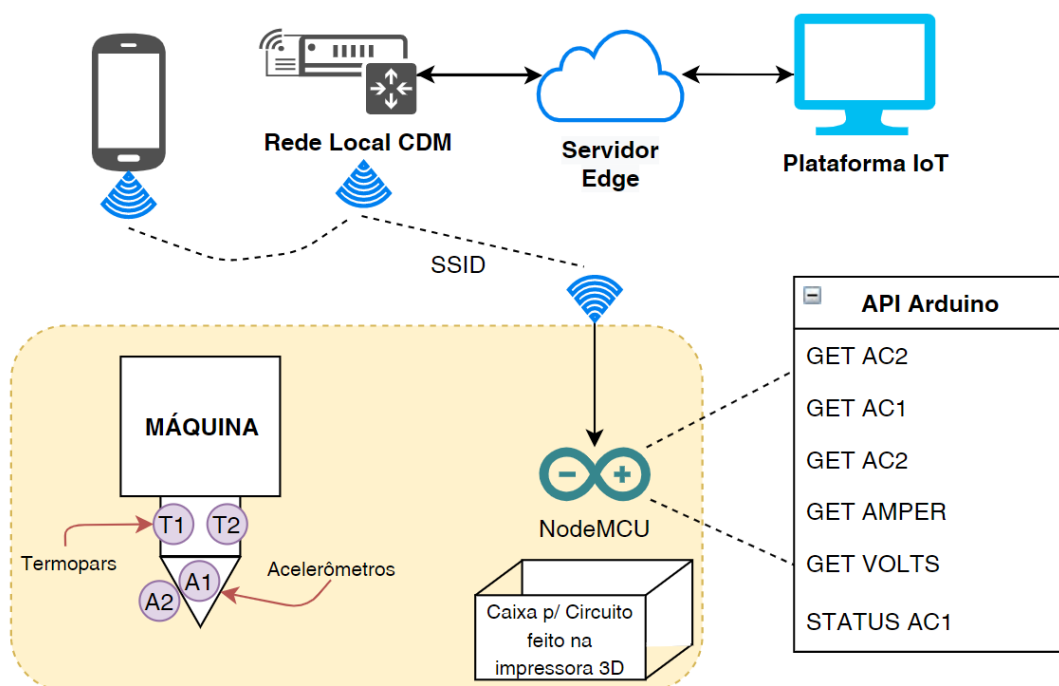 Rede Local CDM
Servidor
Edge
Plataforma IoT
SSID
API Arduino
GET AC2
GET AC1
GET AC2
GET AMPER
GET VOLTS
STATUS AC1
MÁQUINA
T1
T2
Termopars
A1
A2
Acelerômetros
NodeMCU
Caixa p/ Circuito
feito na
impressora 3D